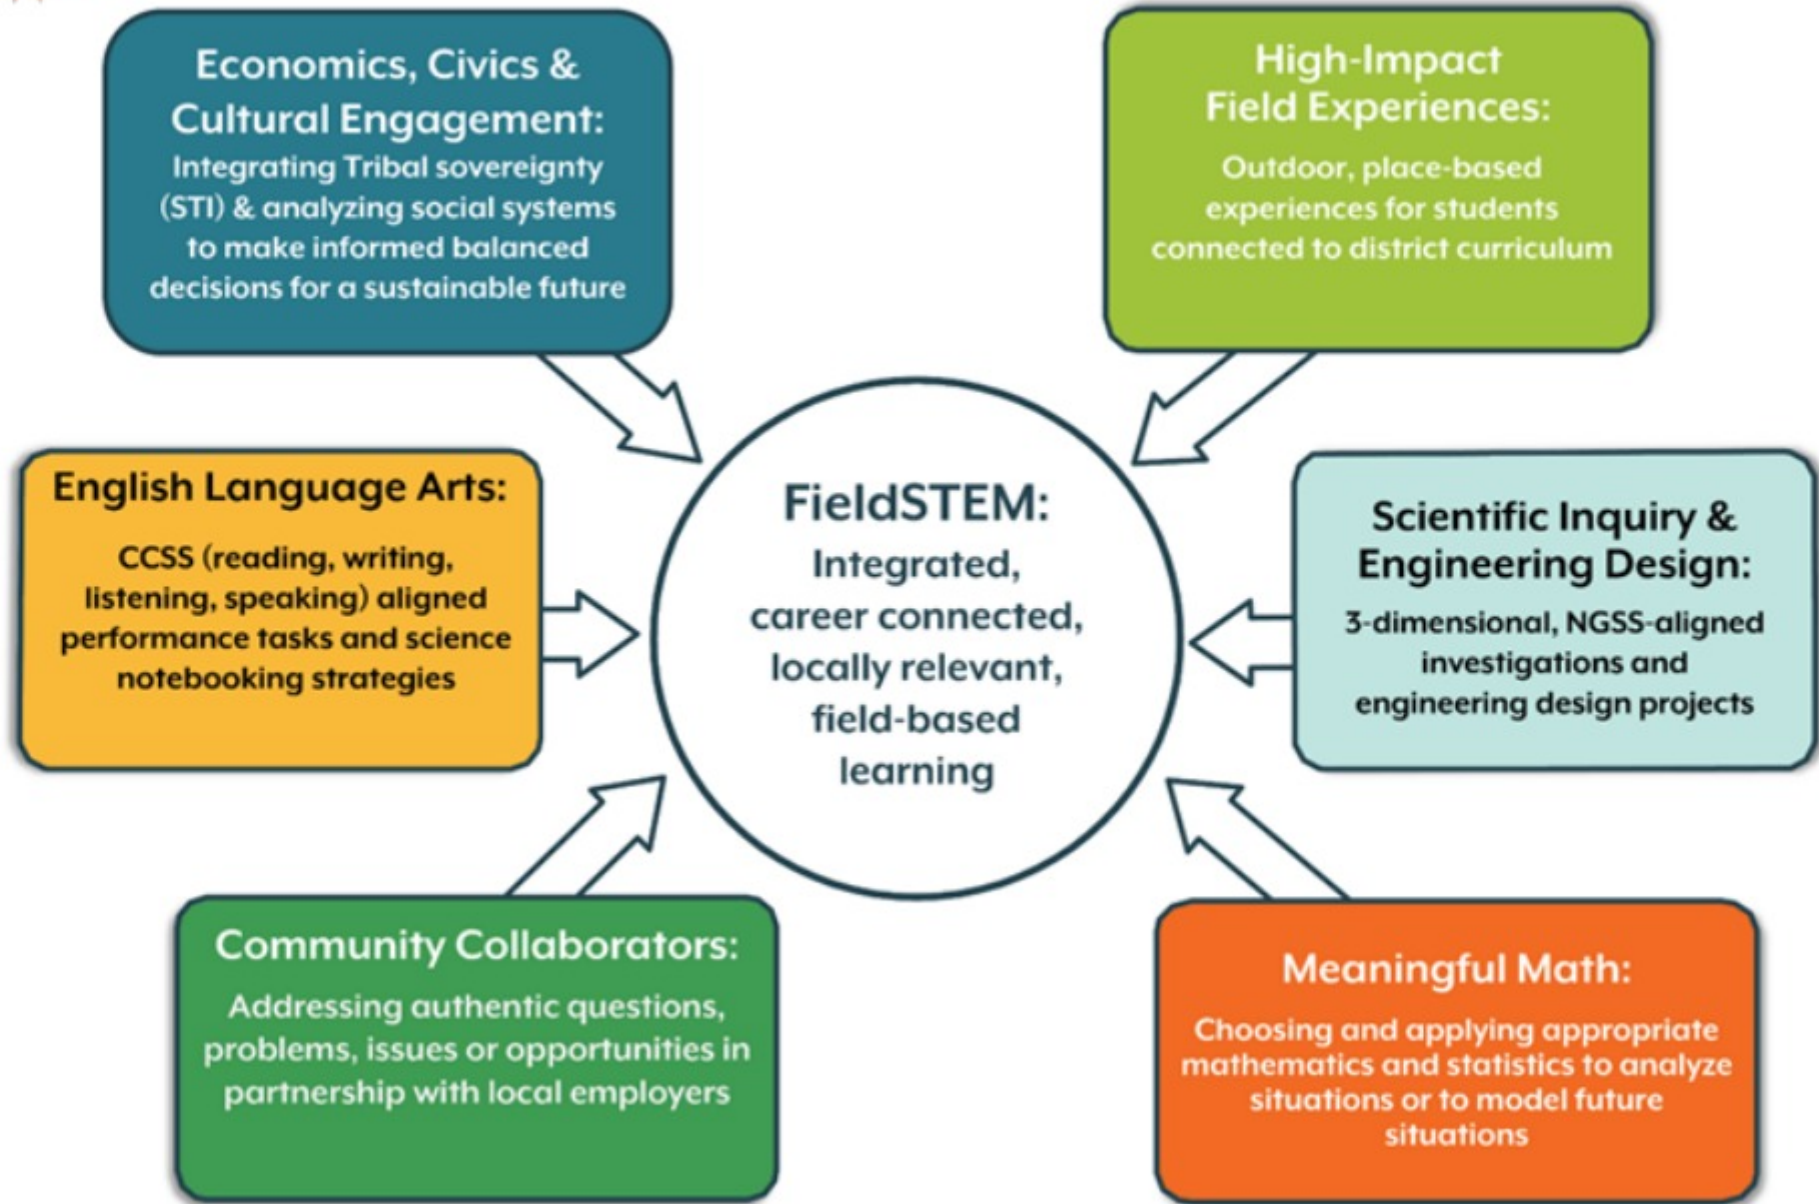 Economics, Civics &
Cultural Engagement:
Integrating Tribal sovereignty
(STI) & analyzing social systems
to make informed balanced
decisions for a sustainable future
High-Impact
Field Experiences:
Outdoor, place-based
experiences for students
connected to district curriculum
English Language Arts:
CCSS (reading, writing,
listening, speaking) aligned
performance tasks and science
notebooking strategies
FieldSTEM:
Integrated,
career connected,
locally relevant,
field-based
learning
Scientific Inquiry &
Engineering Design:
3-dimensional, NGSS-aligned
investigations and
engineering design projects
Community Collaborators:
Addressing authentic questions,
problems, issues or opportunities in
partnership with local employers
Meaningful Math:
Choosing and applying appropriate
mathematics and statistics to analyze
situations or to model future
situations